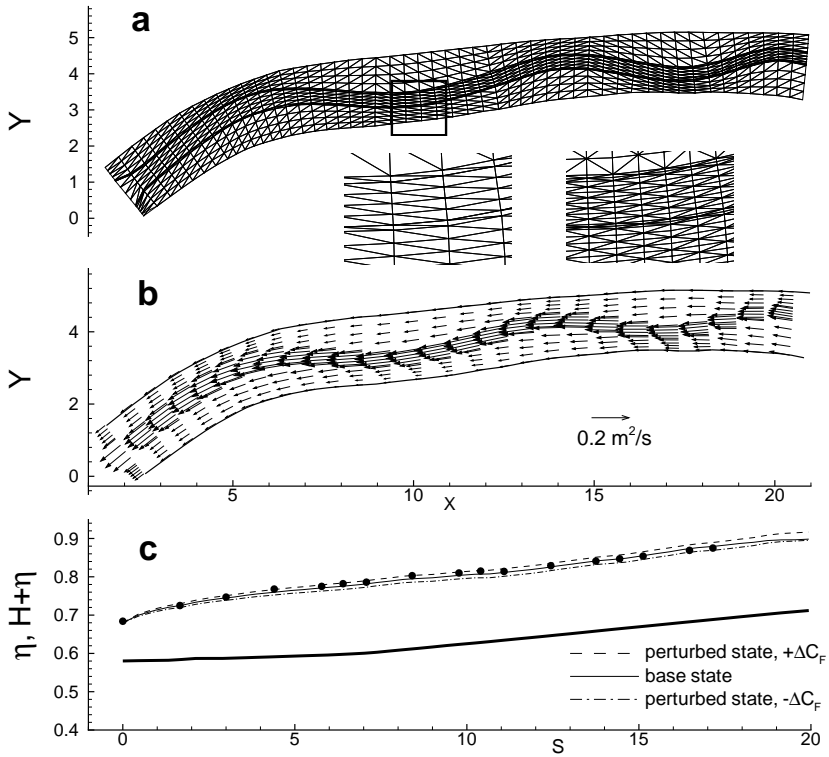 a
5
4
3
2
1
0
Y
b
4
2
0
Y
0.2 m²/s
5 10 15 20
X
c
0.9
0.8
0.7
0.6
0.5
0.4
η, H+η
perturbed state, +ΔC_F
base state
perturbed state, -ΔC_F
0 5 10 15 20
S